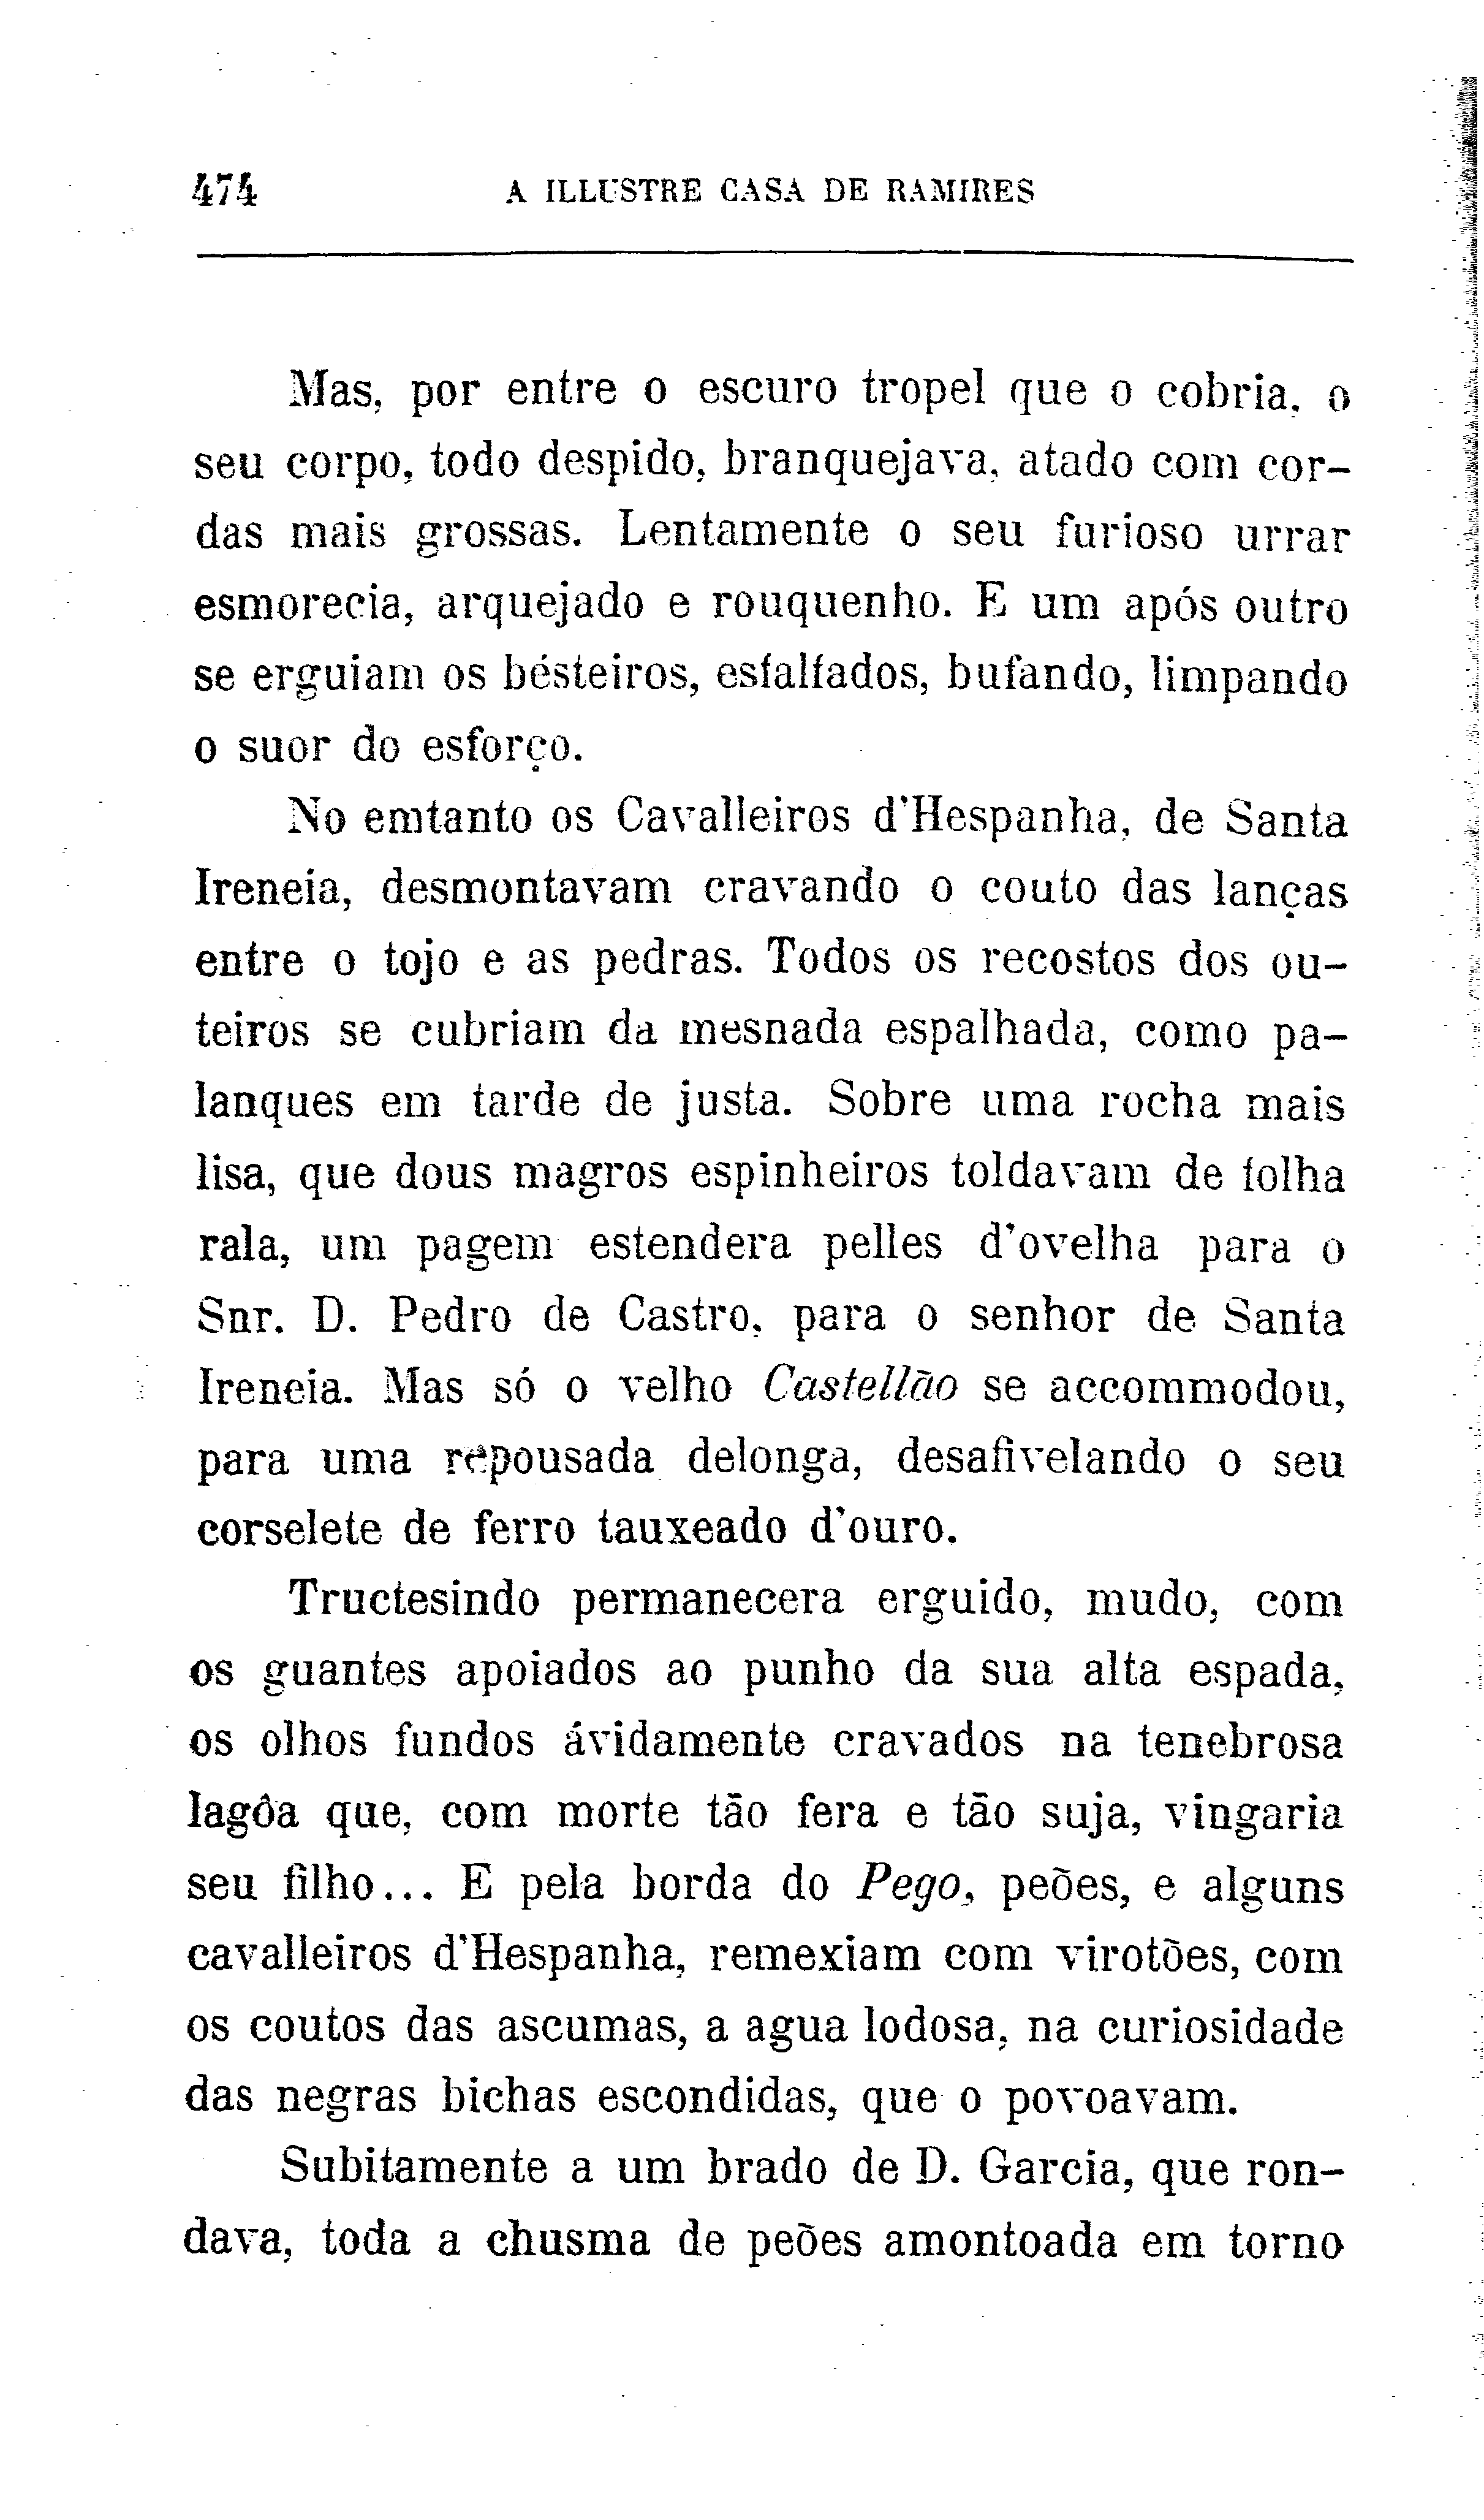 474 A ILLUSTRE CASA DE RAMIRES
Mas, por entre o escuro tropel que o cobria, o
seu corpo, todo despido, branquejava, atado com cor-
das mais grossas. Lentamente o seu furioso urrar
esmorecia, arquejado e rouquenho. E um após outro
se erguiam os bésteiros, esfalfados, bufando, limpando
o suor do esforço.
No emtanto os Cavalleiros d'Hespanha, de Santa
Ireneia, desmontavam cravando o couto das lanças
entre o tojo e as pedras. Todos os recostos dos ou-
teiros se cubriam da mesnada espalhada, como pa-
lanques em tarde de justa. Sobre uma rocha mais
lisa, que dous magros espinheiros toldavam de folha
rala, um pagem estendera pelles d'ovelha para o
Snr. D. Pedro de Castro, para o senhor de Santa
Ireneia. Mas só o velho Castellão se accommodou,
para uma repousada delonga, desafivelando o seu
corselete de ferro tauxeado d'ouro.
Tructesindo permanecera erguido, mudo, com
os guantes apoiados ao punho da sua alta espada,
os olhos fundos ávidamente cravados na tenebrosa
lagôa que, com morte tão fera e tão suja, vingaria
seu filho... E pela borda do Pego, peões, e alguns
cavalleiros d'Hespanha, remexiam com virotões, com
os coutos das ascumas, a agua lodosa, na curiosidade
das negras bichas escondidas, que o povoavam.
Subitamente a um brado de D. Garcia, que ron-
dava, toda a chusma de peões amontoada em torno